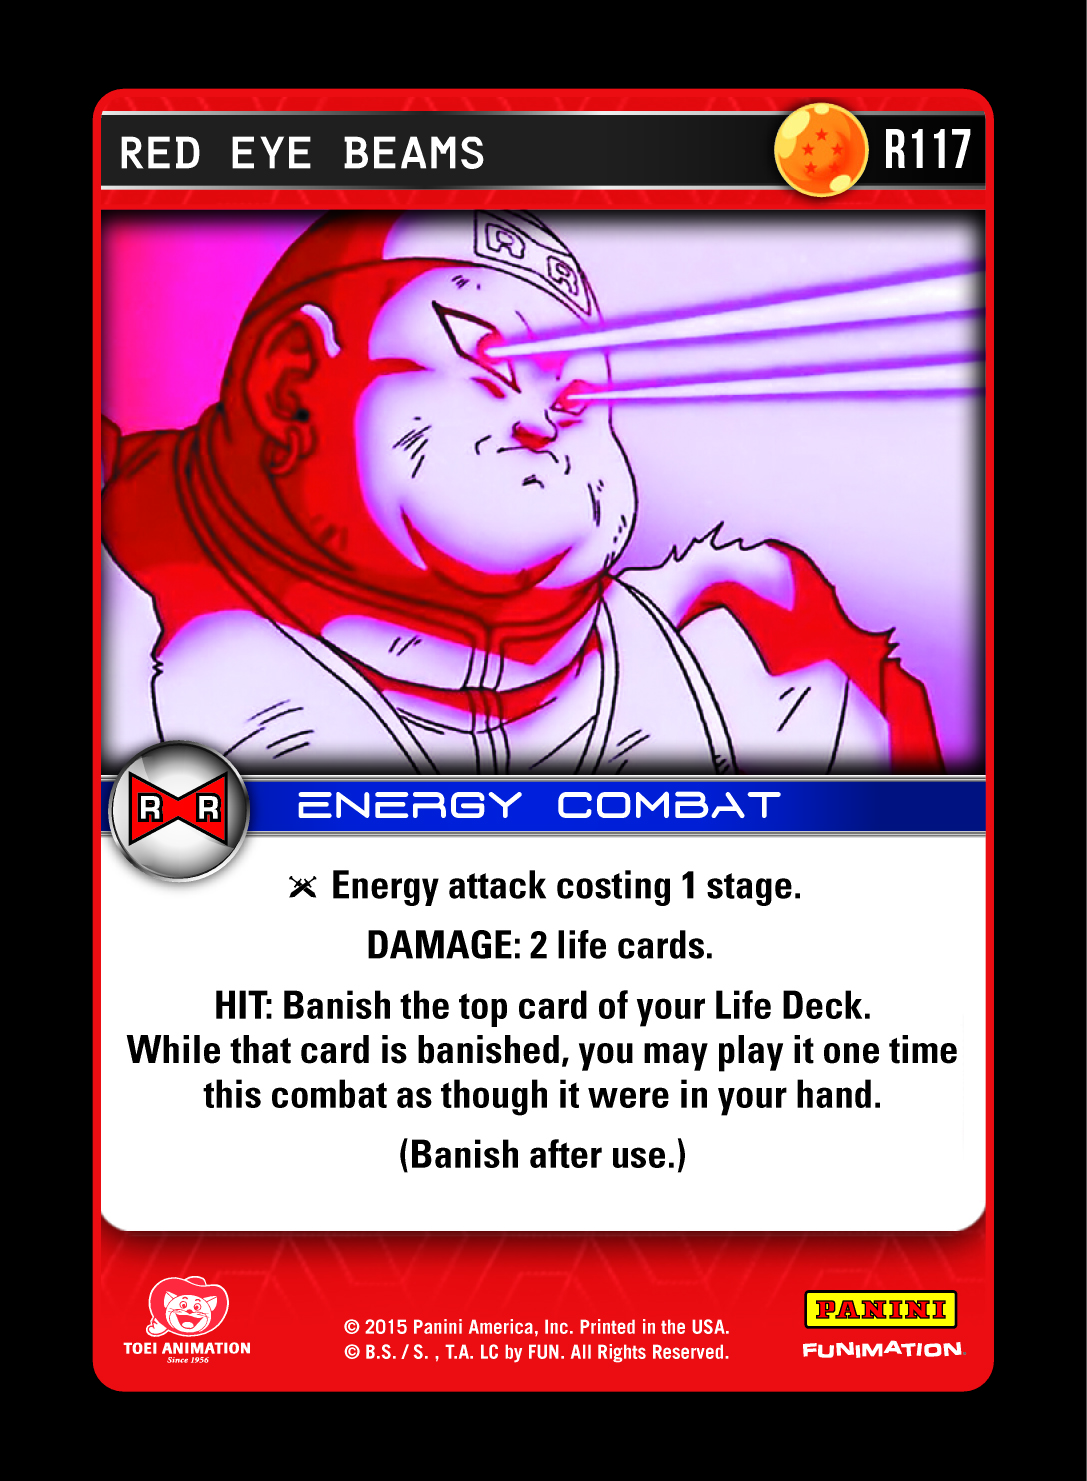 RED EYE BEAMS
R117
R R
ENERGY COMBAT
R R
Energy attack costing 1 stage.
DAMAGE: 2 life cards.
HIT: Banish the top card of your Life Deck.
While that card is banished, you may play it one time
this combat as though it were in your hand.
(Banish after use.)
TOEI ANIMATION
Since 1956
© 2015 Panini America, Inc. Printed in the USA.
© B.S. / S. , T.A. LC by FUN. All Rights Reserved.
PANINI
FUNIMATION